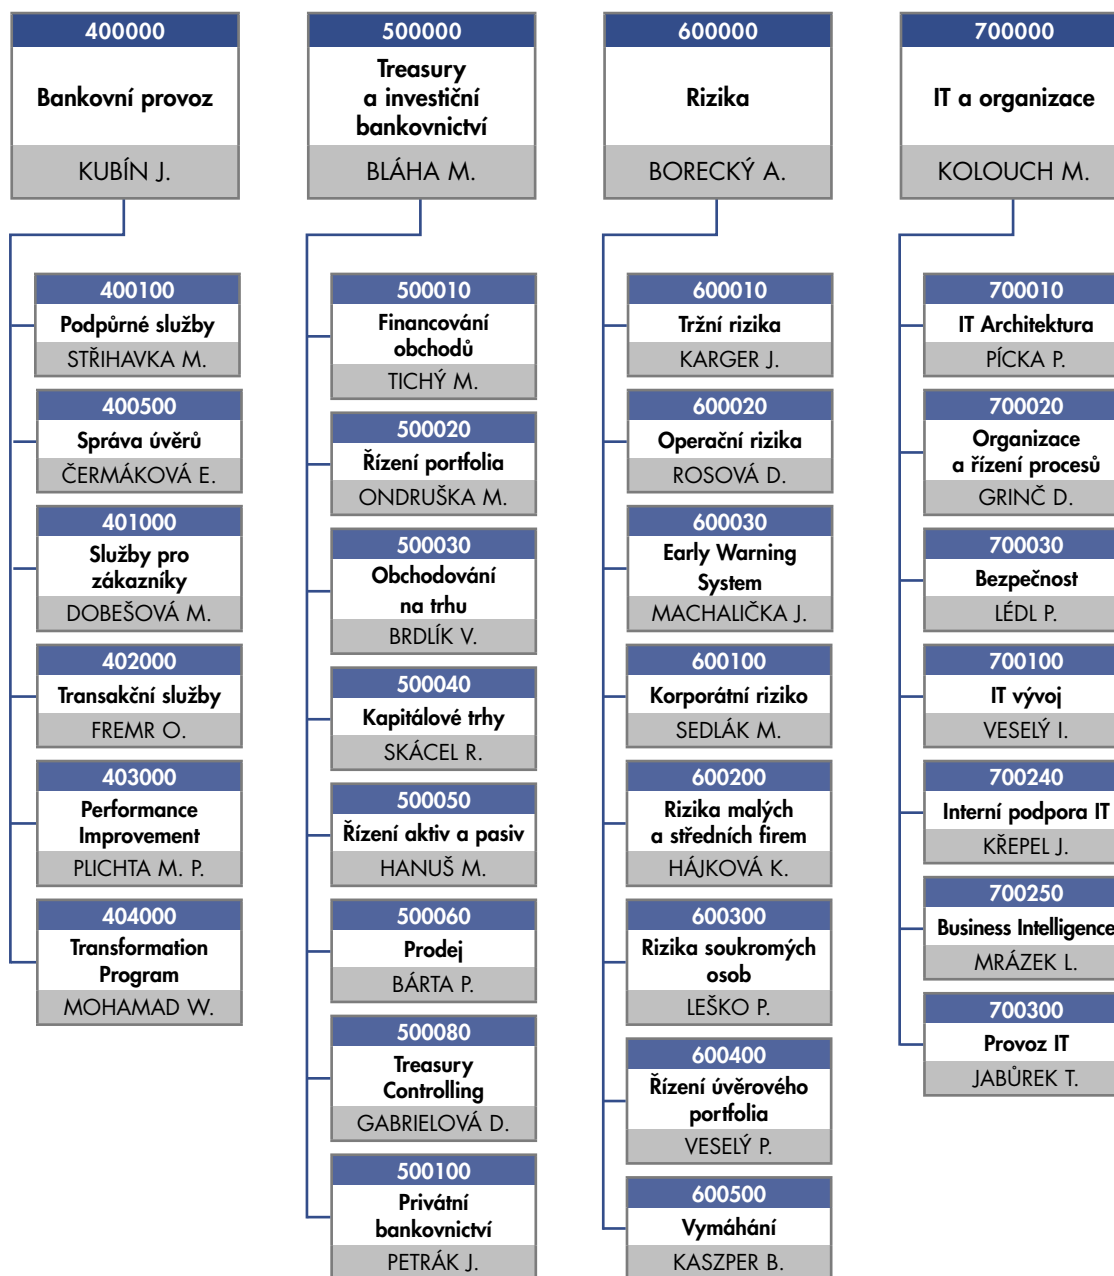 400000
Bankovní provoz
KUBÍN J.
400100
Podpůrné služby
STŘIHAVKA M.
400500
Správa úvěrů
ČERMÁKOVÁ E.
401000
Služby pro
zákazníky
DOBEŠOVÁ M.
402000
Transakční služby
FREMR O.
403000
Performance
Improvement
PLICHTA M. P.
404000
Transformation
Program
MOHAMAD W.
500000
Treasury
a investiční
bankovnictví
BLÁHA M.
500010
Financování
obchodů
TICHÝ M.
500020
Řízení portfolia
ONDRUŠKA M.
500030
Obchodování
na trhu
BRDLÍK V.
500040
Kapitálové trhy
SKÁCEL R.
500050
Řízení aktiv a pasiv
HANUŠ M.
500060
Prodej
BÁRTA P.
500080
Treasury
Controlling
GABRIELOVÁ D.
500100
Privátní
bankovnictví
PETRÁK J.
600000
Rizika
BORECKÝ A.
600010
Tržní rizika
KARGER J.
600020
Operační rizika
ROSOVÁ D.
600030
Early Warning
System
MACHALIČKA J.
600100
Korporátní riziko
SEDLÁK M.
600200
Rizika malých
a středních firem
HÁJKOVÁ K.
600300
Rizika soukromých
osob
LEŠKO P.
600400
Řízení úvěrového
portfolia
VESELÝ P.
600500
Vymáhání
KASZPER B.
700000
IT a organizace
KOLOUCH M.
700010
IT Architektura
PÍCKA P.
700020
Organizace
a řízení procesů
GRINČ D.
700030
Bezpečnost
LÉDL P.
700100
IT vývoj
VESELÝ I.
700240
Interní podpora IT
KŘEPEL J.
700250
Business Intelligence
MRÁZEK L.
700300
Provoz IT
JABŮREK T.